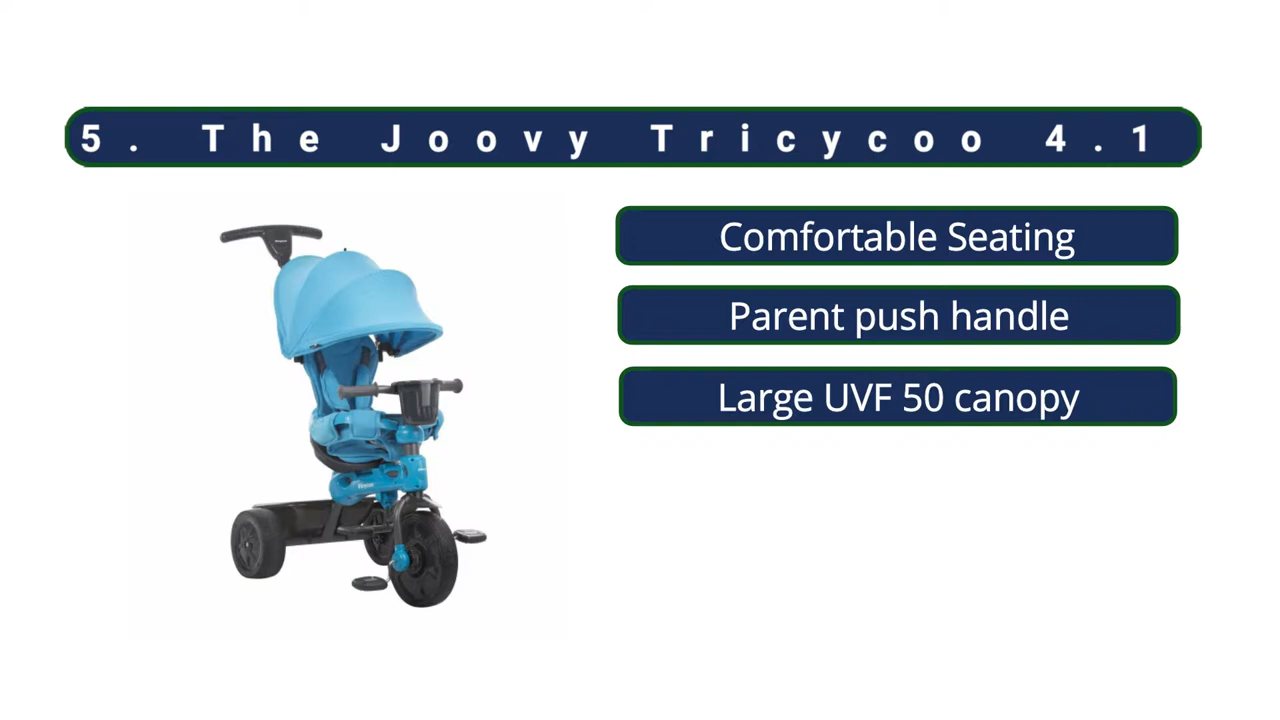 5. The Joovy Tricycoo 4.1
Comfortable Seating
Parent push handle
Large UVF 50 canopy